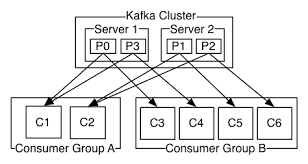 Kafka Cluster
Server 1 Server 2
P0 P3 P1 P2
C1 C2 C3 C4 C5 C6
Consumer Group A Consumer Group B